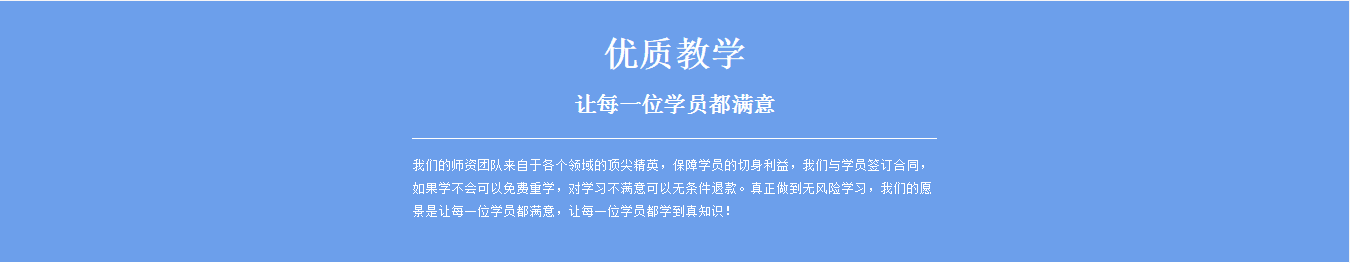 优质教学
让每一位学员都满意
我们的师资团队来自于各个领域的顶尖精英，保障学员的切身利益，我们与学员签订合同，
如果学不会可以免费重学，对学习不满意可以无条件退款。真正做到无风险学习，我们的愿
景是让每一位学员都满意，让每一位学员都学到真知识！